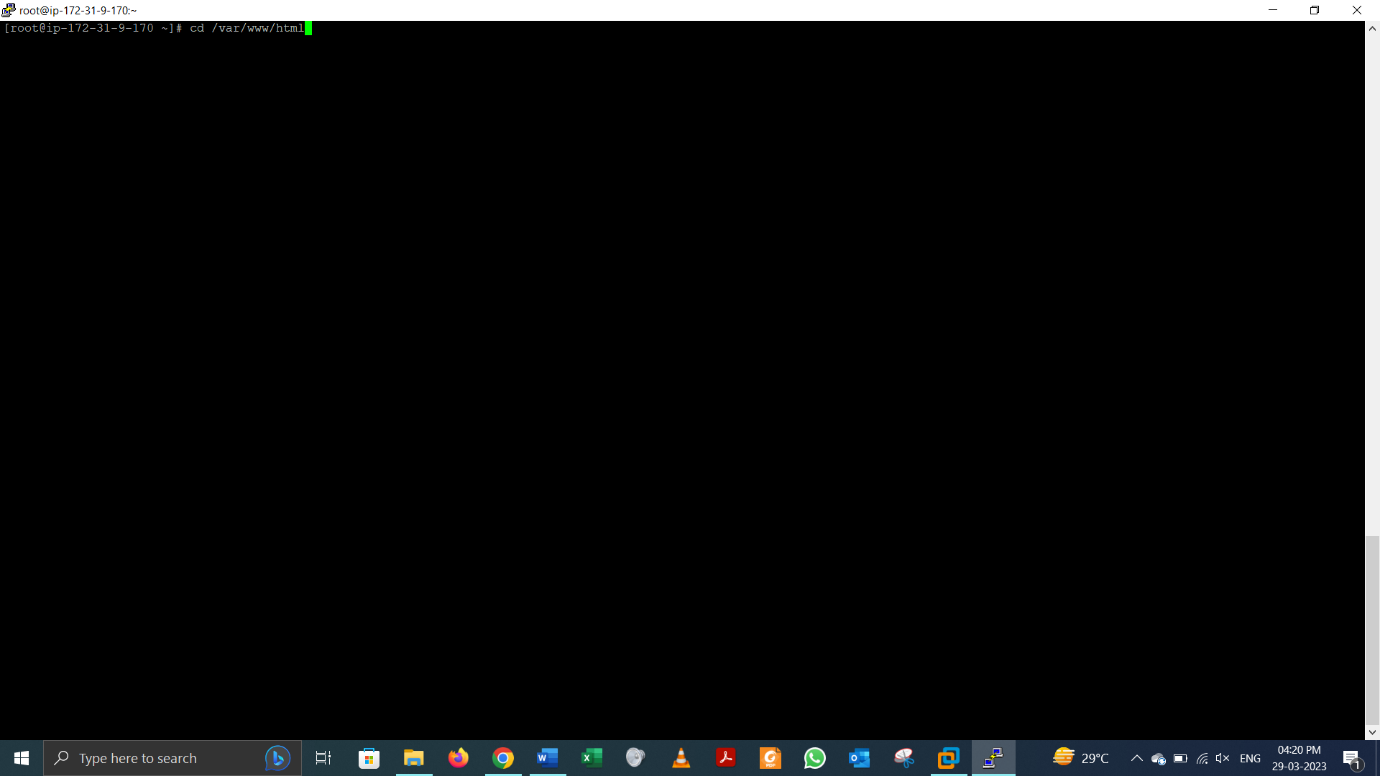 root@ip-172-31-9-170:~
[root@ip-172-31-9-170 ~]# cd /var/www/html
Type here to search
29°C
ENG
04:20 PM
29-03-2023
1